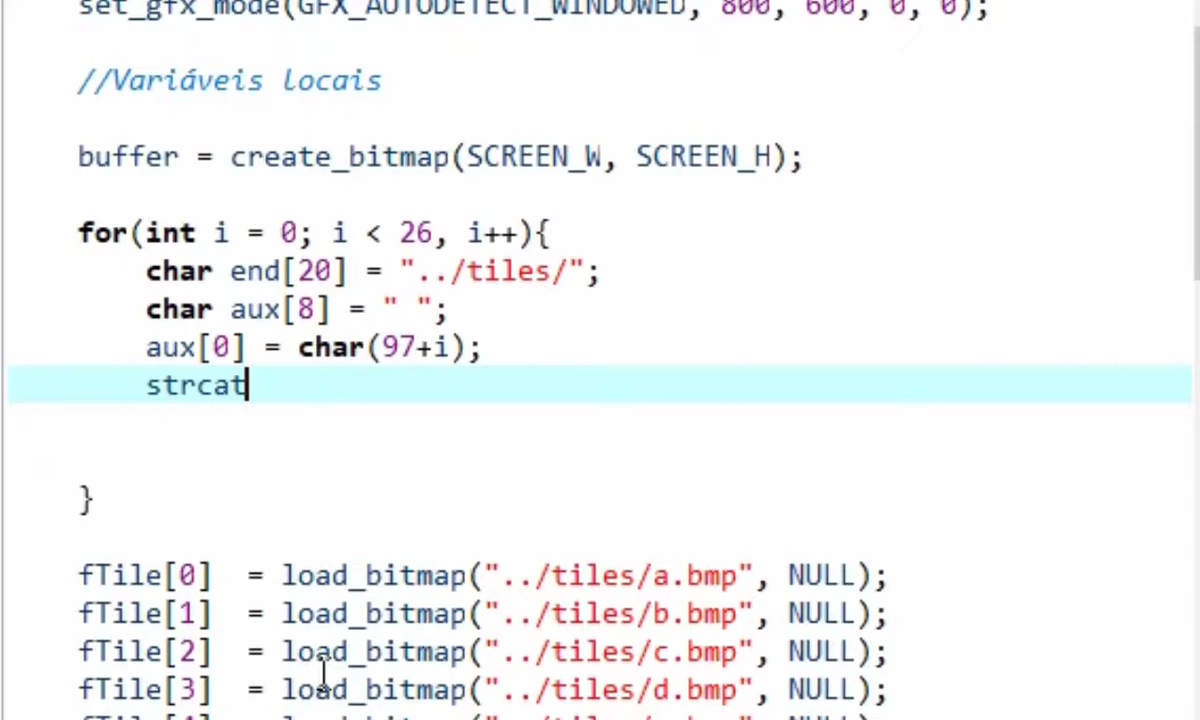 set_gfx_mode(GFX_AUTODETECT_WINDOWED, 800, 600, 0, 0);
//Variáveis locais
buffer = create_bitmap(SCREEN_W, SCREEN_H);
for(int i = 0; i < 26, i++){
char end[20] = "../tiles/";
char aux[8] = " ";
aux[0] = char(97+i);
strcat
}
fTile[0] = load_bitmap("../tiles/a.bmp", NULL);
fTile[1] = load_bitmap("../tiles/b.bmp", NULL);
fTile[2] = load_bitmap("../tiles/c.bmp", NULL);
fTile[3] = load_bitmap("../tiles/d.bmp", NULL);